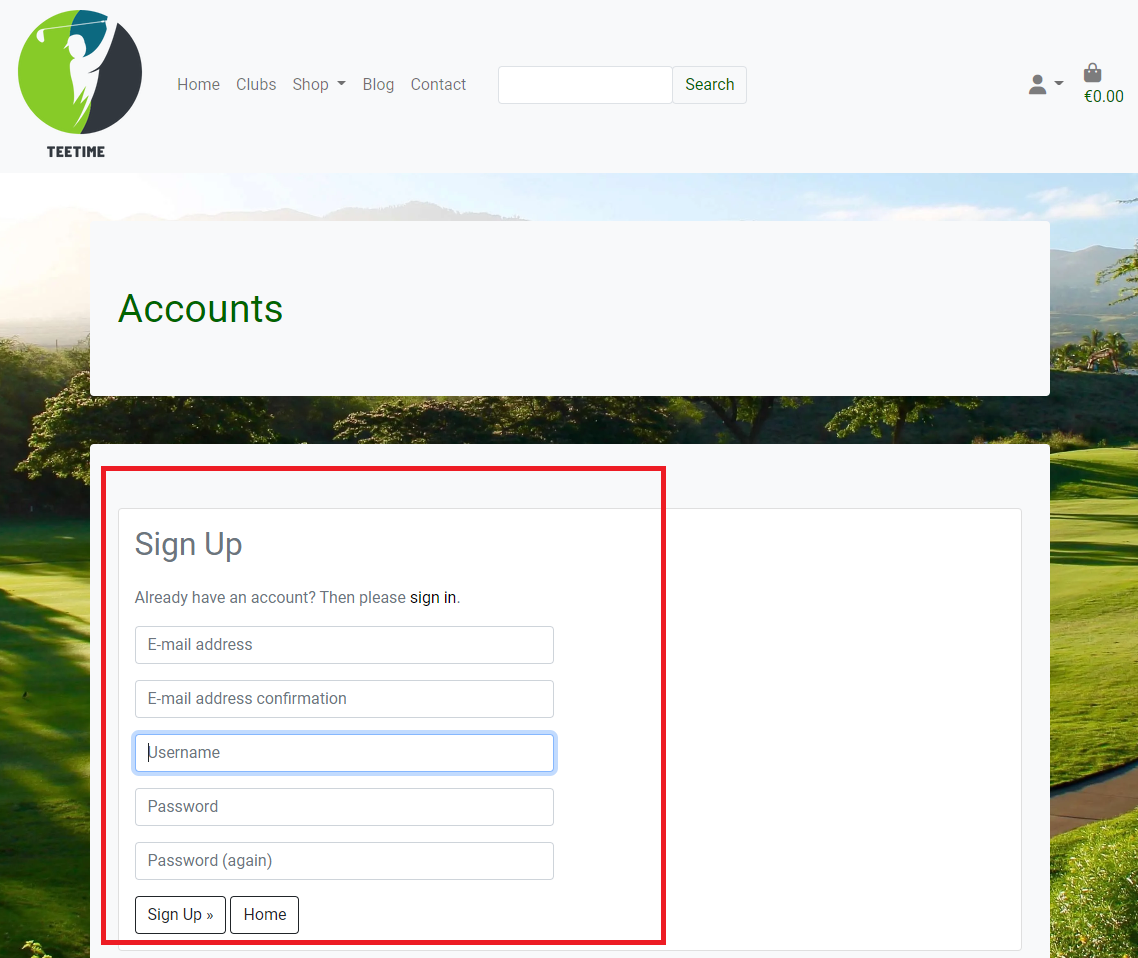 TEETIME
Home Clubs Shop Blog Contact Search
€0.00
Accounts
Sign Up
Already have an account? Then please sign in.
E-mail address
E-mail address confirmation
Username
Password
Password (again)
Sign Up » Home